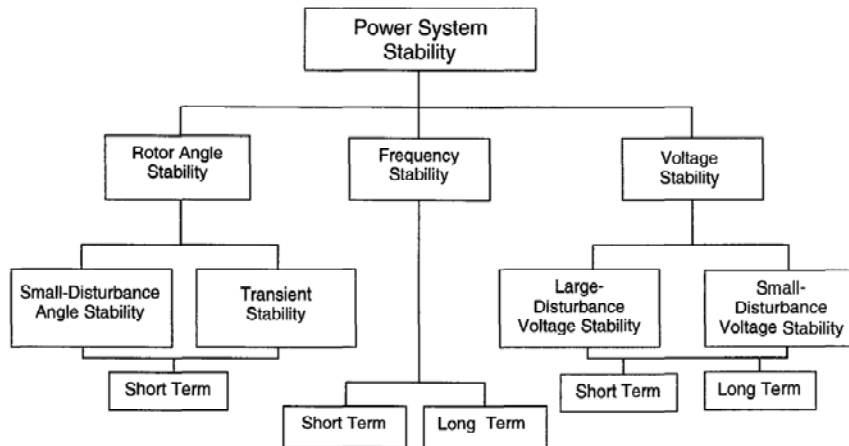 Power System
Stability
Rotor Angle
Stability
Frequency
Stability
Voltage
Stability
Small-Disturbance
Angle Stability
Transient
Stability
Large-
Disturbance
Voltage Stability
Small-
Disturbance
Voltage Stability
Short Term
Short Term
Long Term
Short Term
Long Term